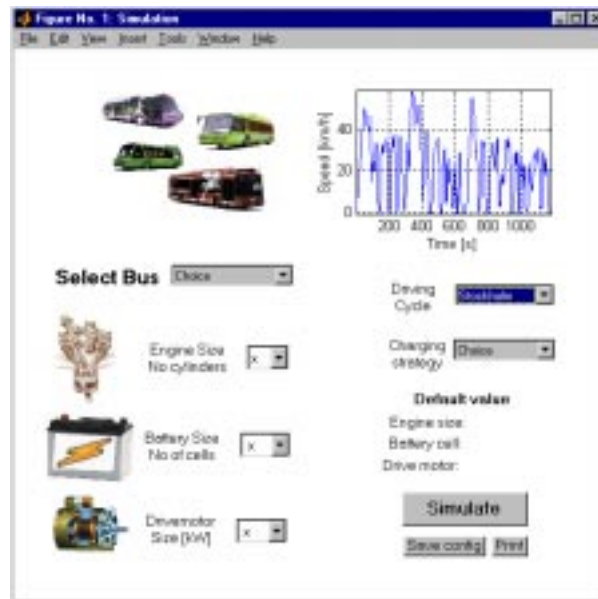 Figure No. 1: Simulation
File Edit View Insert Tools Window Help
Speed [km/h]
40
20
0
200 400 600 800 1000
Time [s]
Select Bus Choice
Driving Cycle Stockholm
Engine Size
No cylinders
x
Charging strategy Choice
Default value
Engine size:
Battery cell:
Drive motor:
Battery Size
No of cells
x
Drivemotor
Size [kW]
x
Simulate
Save config Print